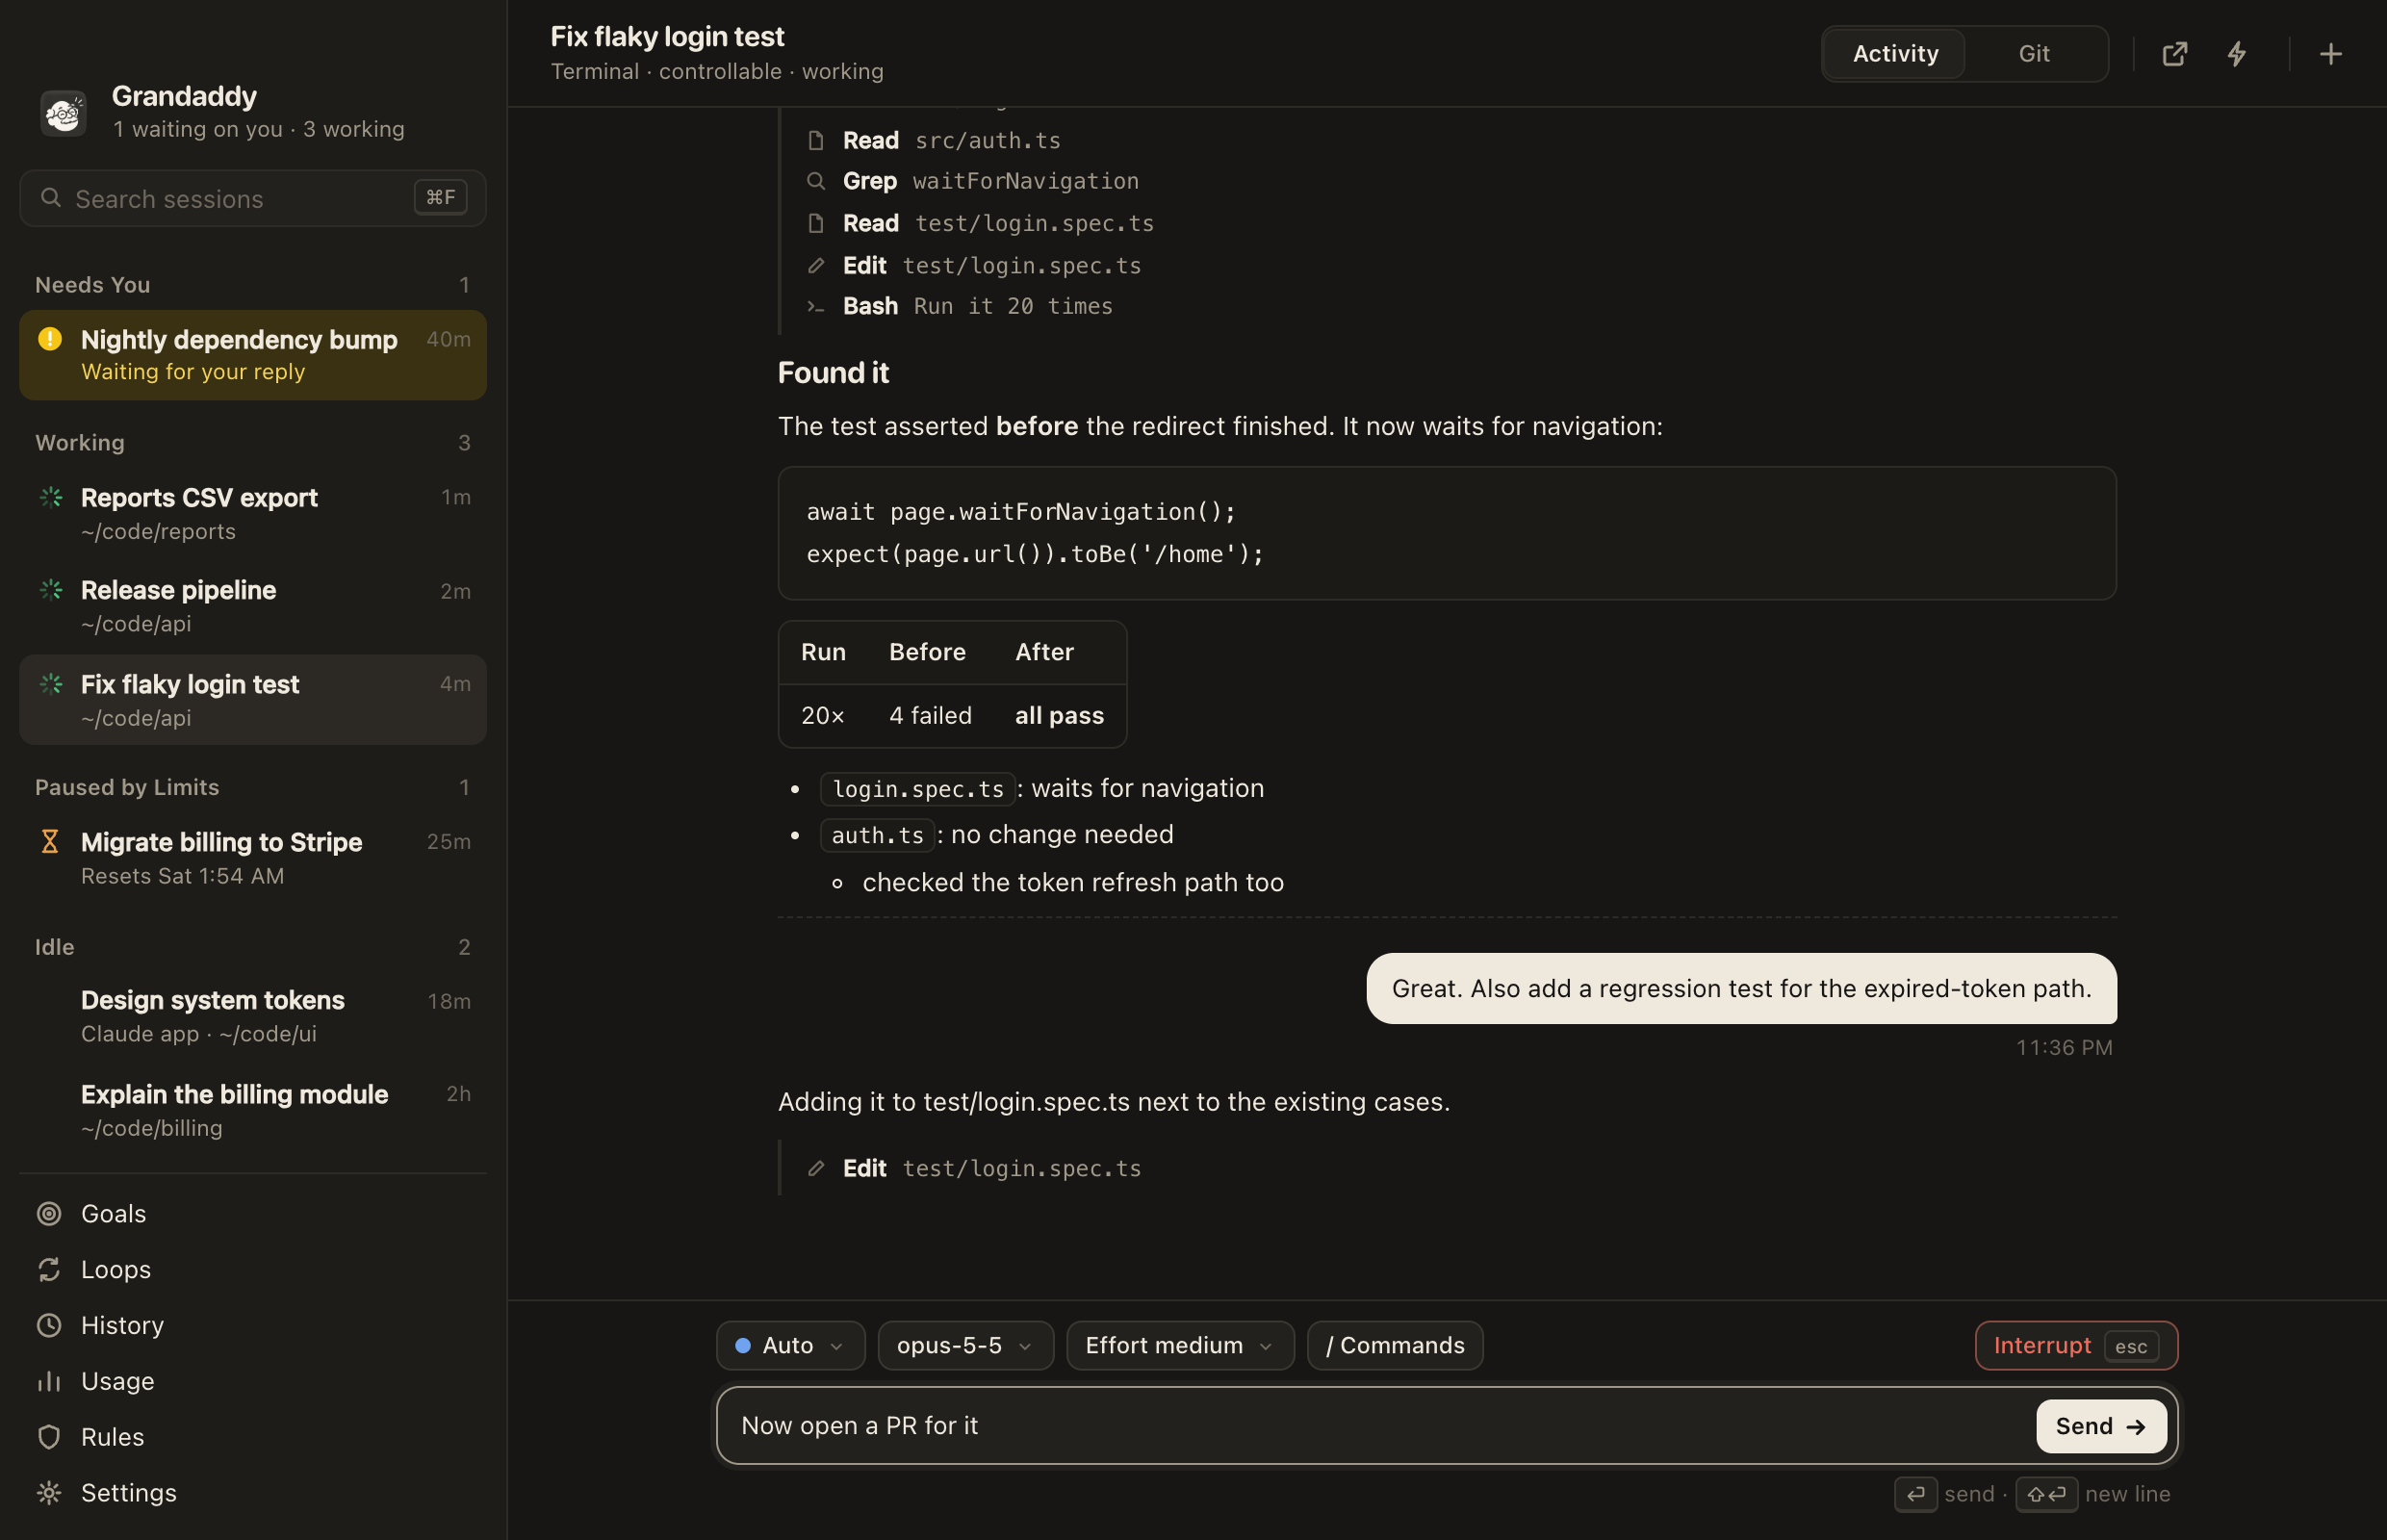 Grandaddy
1 waiting on you · 3 working
Search sessions ⌘F
Needs You 1
Nightly dependency bump 40m
Waiting for your reply
Working 3
Reports CSV export 1m
~/code/reports
Release pipeline 2m
~/code/api
Fix flaky login test 4m
~/code/api
Paused by Limits 1
Migrate billing to Stripe 25m
Resets Sat 1:54 AM
Idle 2
Design system tokens 18m
Claude app · ~/code/ui
Explain the billing module 2h
~/code/billing
Goals
Loops
History
Usage
Rules
Settings
Fix flaky login test
Terminal · controllable · working
Activity Git
Read src/auth.ts
Grep waitForNavigation
Read test/login.spec.ts
Edit test/login.spec.ts
Bash Run it 20 times
Found it
The test asserted before the redirect finished. It now waits for navigation:
await page.waitForNavigation();
expect(page.url()).toBe('/home');
Run Before After
20× 4 failed all pass
• login.spec.ts: waits for navigation
• auth.ts: no change needed
◦ checked the token refresh path too
Great. Also add a regression test for the expired-token path.
11:36 PM
Adding it to test/login.spec.ts next to the existing cases.
Edit test/login.spec.ts
Auto opus-5-5 Effort medium / Commands Interrupt esc
Now open a PR for it Send →
send · new line